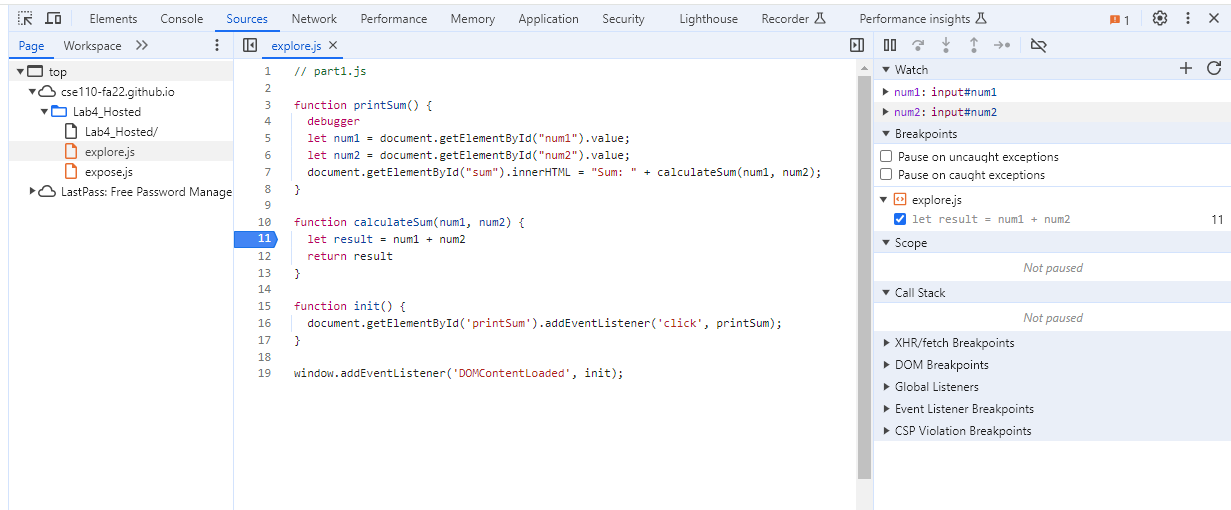 Elements Console Sources Network Performance Memory Application Security Lighthouse Recorder Performance insights 1
Page Workspace
explore.js
top
cse110-fa22.github.io
Lab4_Hosted
Lab4_Hosted/
explore.js
expose.js
LastPass: Free Password Manage
1 // part1.js
2
3 function printSum() {
4 debugger
5 let num1 = document.getElementById("num1").value;
6 let num2 = document.getElementById("num2").value;
7 document.getElementById("sum").innerHTML = "Sum: " + calculateSum(num1, num2);
8 }
9
10 function calculateSum(num1, num2) {
11 let result = num1 + num2
12 return result
13 }
14
15 function init() {
16 document.getElementById('printSum').addEventListener('click', printSum);
17 }
18
19 window.addEventListener('DOMContentLoaded', init);
Watch
num1: input#num1
num2: input#num2
Breakpoints
Pause on uncaught exceptions
Pause on caught exceptions
explore.js
let result = num1 + num2 11
Scope
Not paused
Call Stack
Not paused
XHR/fetch Breakpoints
DOM Breakpoints
Global Listeners
Event Listener Breakpoints
CSP Violation Breakpoints